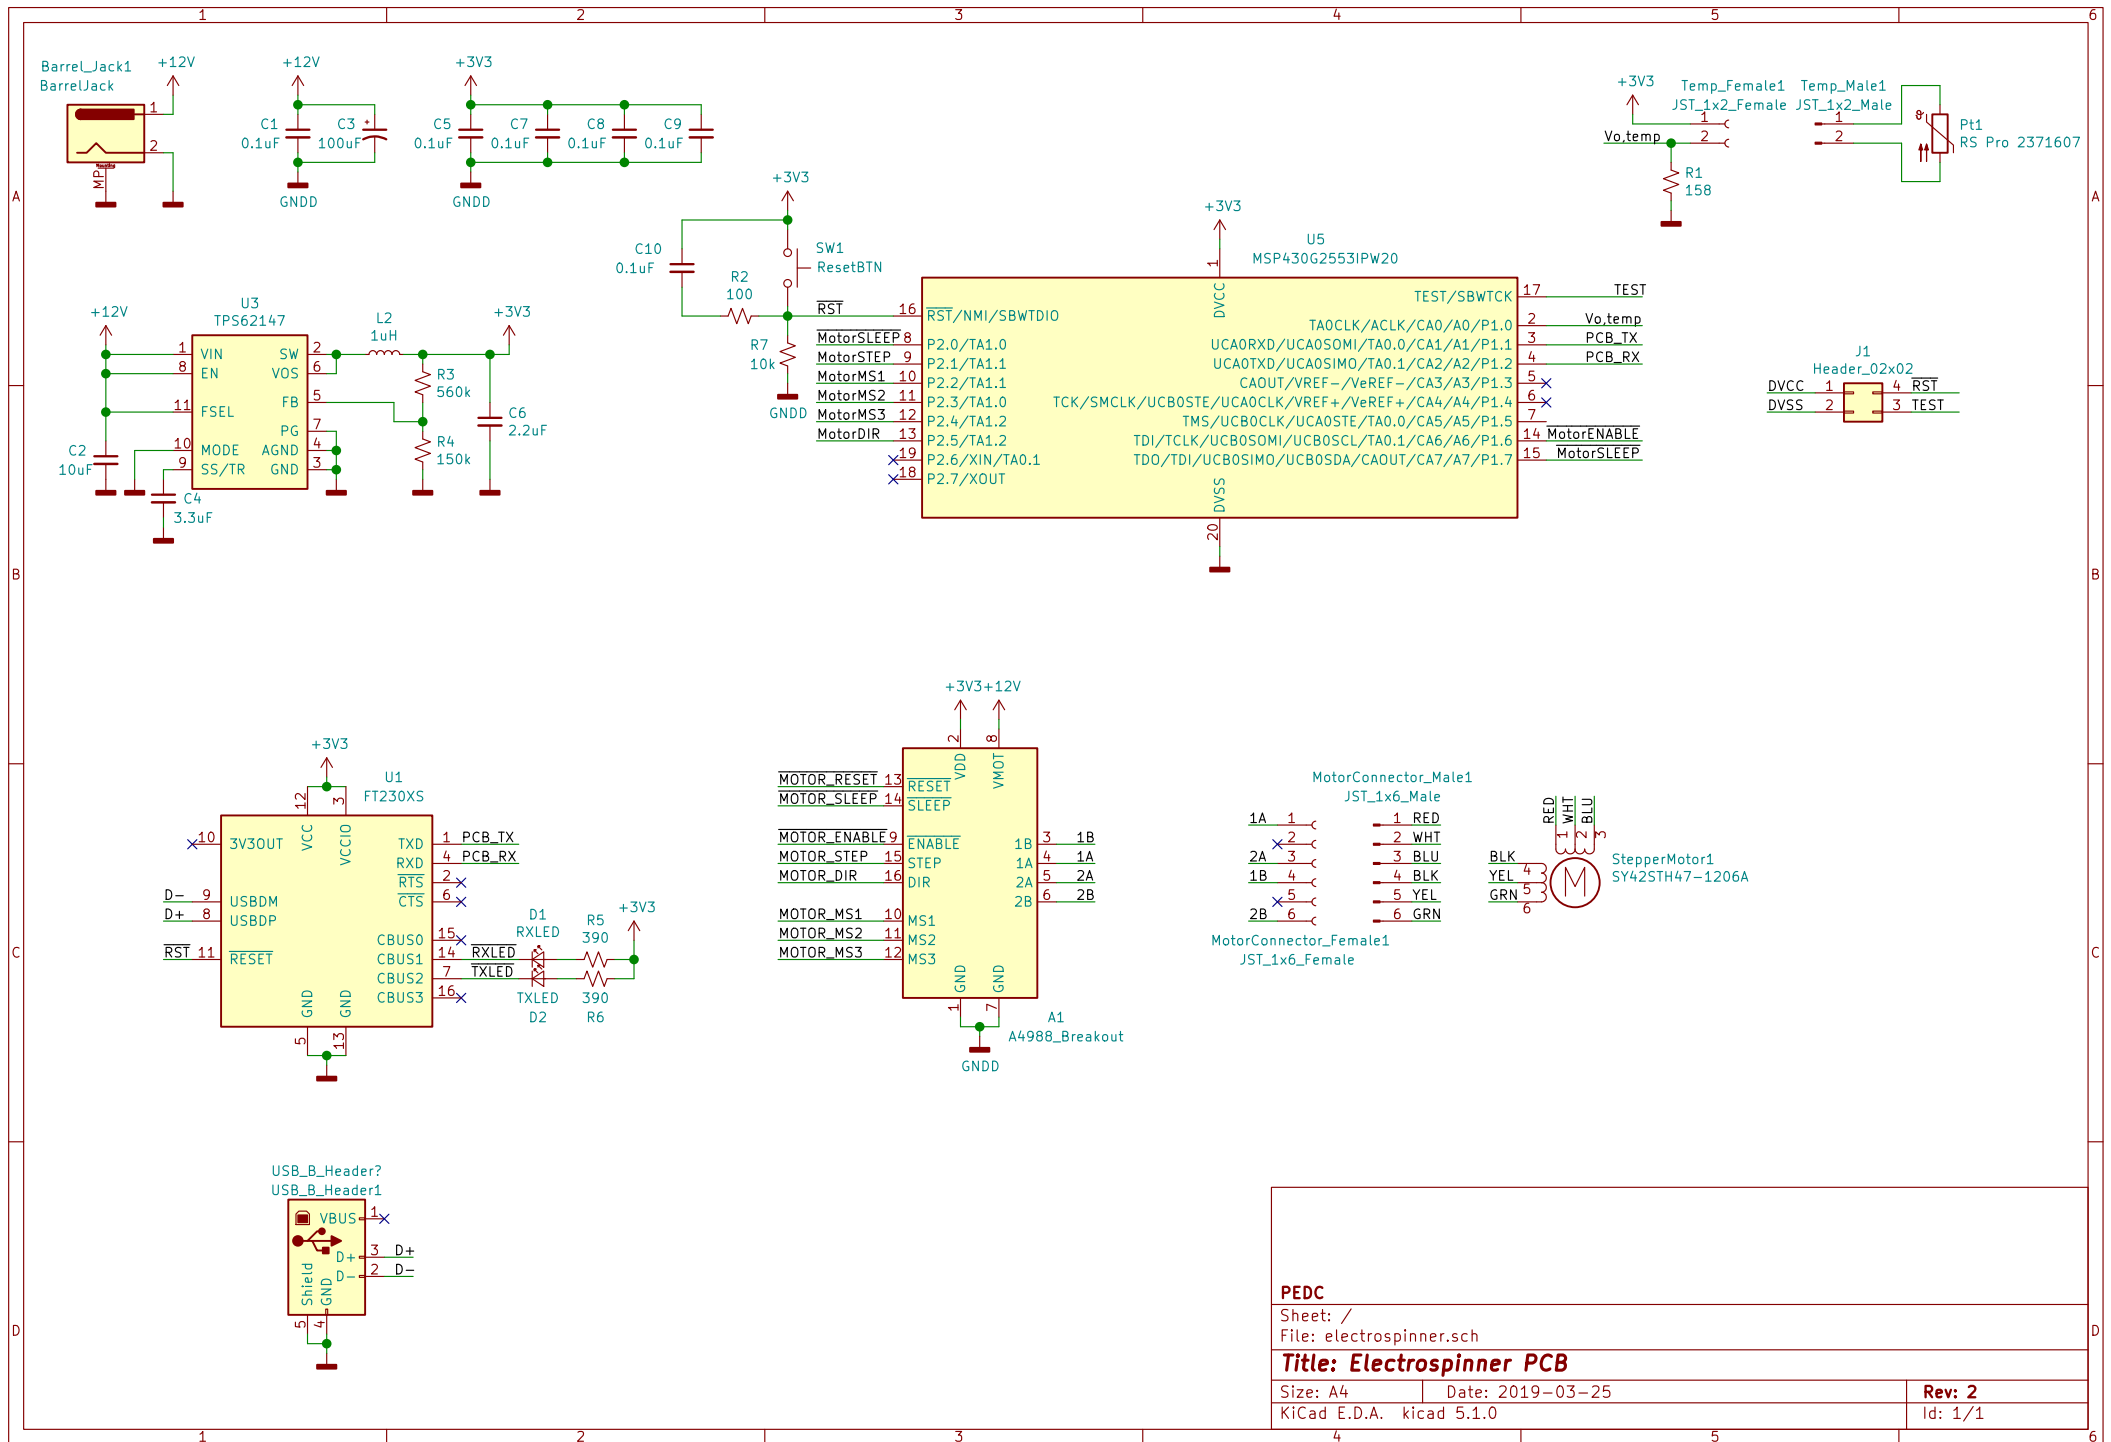 1 2 3 4 5 6
A B C D
Barrel_Jack1
BarrelJack
+12V
1
2
MP
Mounting
+12V
C1
0.1uF
C3
100uF
GNDD
+3V3
C5
0.1uF
C7
0.1uF
C8
0.1uF
C9
0.1uF
GNDD
+3V3
C10
0.1uF
SW1
ResetBTN
R2
100
R7
10k
GNDD
RST
MotorSLEEP
MotorSTEP
MotorMS1
MotorMS2
MotorMS3
MotorDIR
+3V3
U5
MSP430G2553IPW20
1 DVCC
16 RST/NMI/SBWTDIO
8 P2.0/TA1.0
9 P2.1/TA1.1
10 P2.2/TA1.1
11 P2.3/TA1.0
12 P2.4/TA1.2
13 P2.5/TA1.2
19 P2.6/XIN/TA0.1
18 P2.7/XOUT
TEST/SBWTCK 17 TEST
TA0CLK/ACLK/CA0/A0/P1.0 2 Vo,temp
UCA0RXD/UCA0SOMI/TA0.0/CA1/A1/P1.1 3 PCB_TX
UCA0TXD/UCA0SIMO/TA0.1/CA2/A2/P1.2 4 PCB_RX
CAOUT/VREF-/VeREF-/CA3/A3/P1.3 5
TCK/SMCLK/UCB0STE/UCA0CLK/VREF+/VeREF+/CA4/A4/P1.4 6
TMS/UCB0CLK/UCA0STE/TA0.0/CA5/A5/P1.5 7
TDI/TCLK/UCB0SOMI/UCB0SCL/TA0.1/CA6/A6/P1.6 14 MotorENABLE
TDO/TDI/UCB0SIMO/UCB0SDA/CAOUT/CA7/A7/P1.7 15 MotorSLEEP
DVSS 20
+3V3
Vo,temp
R1
158
Temp_Female1
JST_1x2_Female
1
2
Temp_Male1
JST_1x2_Male
1
2
Pt1
RS Pro 2371607
J1
Header_02x02
DVCC 1 4 RST
DVSS 2 3 TEST
+12V
U3
TPS62147
1 VIN SW 2
8 EN VOS 6
FB 5
11 FSEL
PG 7
10 MODE AGND 4
9 SS/TR GND 3
C2
10uF
C4
3.3uF
L2
1uH
+3V3
R3
560k
R4
150k
C6
2.2uF
+3V3
U1
FT230XS
12 VCC
3 VCCIO
10 3V3OUT TXD 1 PCB_TX
RXD 4 PCB_RX
RTS 2
D- 9 USBDM CTS 6
D+ 8 USBDP
CBUS0 15
RST 11 RESET CBUS1 14 RXLED
CBUS2 7 TXLED
CBUS3 16
GND 5
GND 13
D1
RXLED
R5
390
+3V3
TXLED
D2
390
R6
+3V3 +12V
2 VDD
8 VMOT
MOTOR_RESET 13 RESET
MOTOR_SLEEP 14 SLEEP
MOTOR_ENABLE 9 ENABLE 1B 3 1B
MOTOR_STEP 15 STEP 1A 4 1A
MOTOR_DIR 16 DIR 2A 5 2A
2B 6 2B
MOTOR_MS1 10 MS1
MOTOR_MS2 11 MS2
MOTOR_MS3 12 MS3
GND 1
GND 7
A1
A4988_Breakout
GNDD
MotorConnector_Male1
JST_1x6_Male
1A 1 1 RED
2 2 WHT
2A 3 3 BLU
1B 4 4 BLK
5 5 YEL
2B 6 6 GRN
MotorConnector_Female1
JST_1x6_Female
RED WHT BLU
1 2 3
BLK 4
YEL 5
GRN 6
M
StepperMotor1
SY42STH47-1206A
USB_B_Header?
USB_B_Header1
VBUS 1
D+ 3 D+
D- 2 D-
Shield 5
GND 4
PEDC
Sheet: /
File: electrospinner.sch
Title: Electrospinner PCB
Size: A4 Date: 2019-03-25 Rev: 2
KiCad E.D.A. kicad 5.1.0 Id: 1/1
1 2 3 4 5 6
A B C D